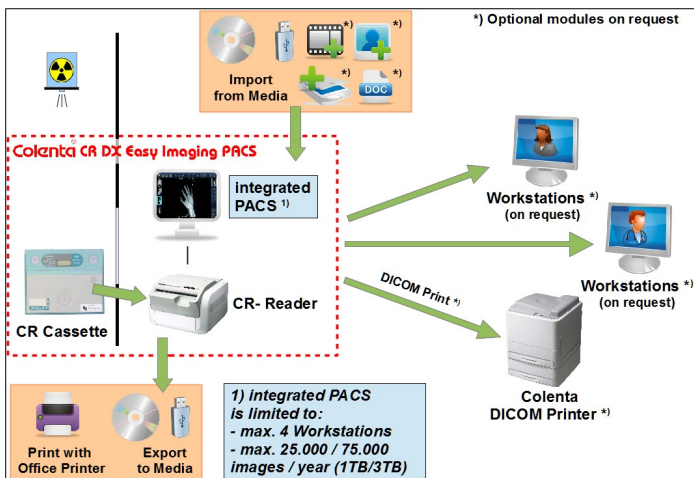 *) Optional modules on request
*)
*)
*)
*)
DOC
Import
from Media
Colenta® CR DX Easy Imaging PACS
integrated
PACS 1)
Workstations *)
(on request)
Workstations *)
(on request)
DICOM Print *)
CR- Reader
CR Cassette
Colenta
DICOM Printer *)
Print with
Office Printer
Export
to Media
1) integrated PACS
is limited to:
- max. 4 Workstations
- max. 25.000 / 75.000
images / year (1TB/3TB)